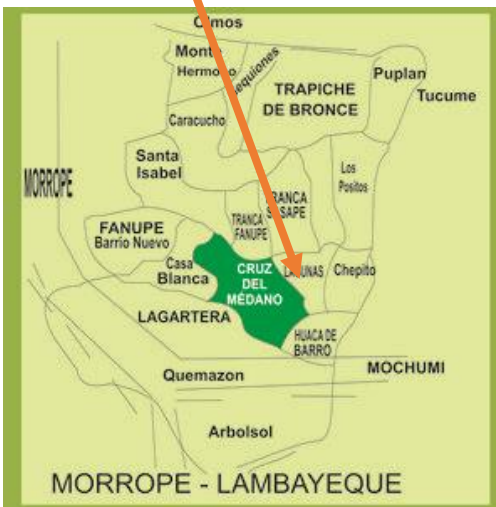 Olmos
Monte
Hermoso
Sequiones
TRAPICHE
DE BRONCE
Puplan
Tucume
Caracucho
Santa
Isabel
Los
Positos
MORROPE
TRANCA
SASAPE
TRANCA
FANUPE
FANUPE
Barrio Nuevo
Casa
Blanca
CRUZ
DEL
MÉDANO
LAGUNAS
Chepito
LAGARTERA
HUACA DE
BARRO
Quemazon
MOCHUMI
Arbolsol
MORROPE - LAMBAYEQUE